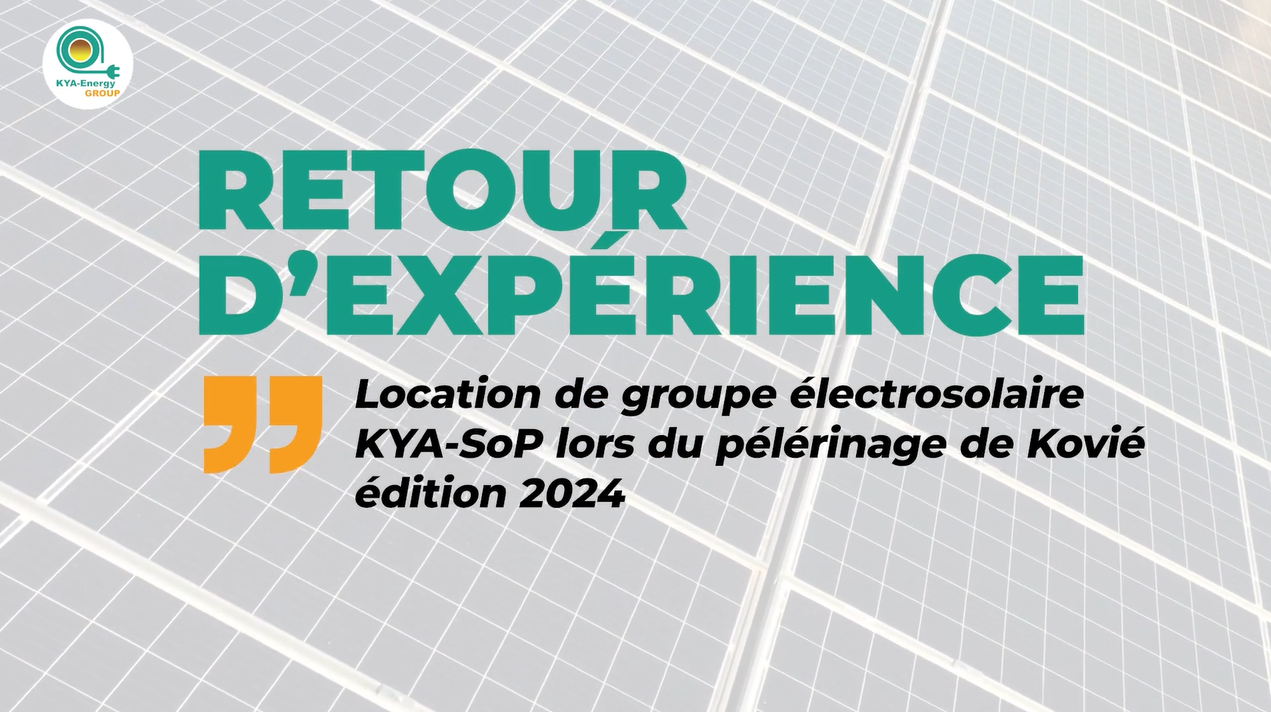 KYA-Energy
GROUP
RETOUR
D’EXPÉRIENCE
Location de groupe électrosolaire
KYA-SoP lors du pélérinage de Kovié
édition 2024